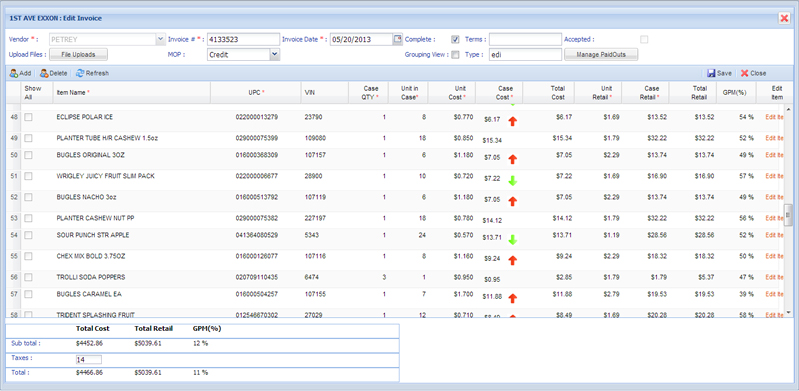 1ST AVE EXXON : Edit Invoice
Vendor * : PETREY Invoice # * : 4133523 Invoice Date * : 05/20/2013 Complete : Terms : Accepted :
Upload Files : File Uploads MOP : Credit Grouping View : Type : edi Manage PaidOuts
Add Delete Refresh Save Close
Show All Item Name * UPC * VIN Case QTY * Unit in Case* Unit Cost * Case Cost * Total Cost Unit Retail * Case Retail * Total Retail GPM(%) Edit Item
48 ECLIPSE POLAR ICE 022000013279 23790 1 8 $0.770 $6.17 $6.17 $1.69 $13.52 $13.52 54 % Edit Ite
49 PLANTER TUBE H/R CASHEW 1.5oz 029000075399 109080 1 18 $0.850 $15.34 $15.34 $1.79 $32.22 $32.22 52 % Edit Ite
50 BUGLES ORIGINAL 3OZ 016000368309 107157 1 6 $1.180 $7.05 $7.05 $2.29 $13.74 $13.74 49 % Edit Ite
51 WRIGLEY JUICY FRUIT SLIM PACK 022000006677 28900 1 10 $0.720 $7.22 $7.22 $1.69 $16.90 $16.90 57 % Edit Ite
52 BUGLES NACHO 3oz 016000513792 107119 1 6 $1.180 $7.05 $7.05 $2.29 $13.74 $13.74 49 % Edit Ite
53 PLANTER CASHEW NUT PP 029000075382 227197 1 18 $0.780 $14.12 $14.12 $1.79 $32.22 $32.22 56 % Edit Ite
54 SOUR PUNCH STR APPLE 041364080529 5343 1 24 $0.570 $13.71 $13.71 $1.19 $28.56 $28.56 52 % Edit Ite
55 CHEX MIX BOLD 3.75OZ 016000126077 107116 1 8 $1.160 $9.24 $9.24 $2.29 $18.32 $18.32 50 % Edit Ite
56 TROLLI SODA POPPERS 020709110435 6474 3 1 $0.950 $0.95 $2.85 $1.79 $1.79 $5.37 47 % Edit Ite
57 BUGLES CARAMEL EA 016000504257 107155 1 7 $1.700 $11.88 $11.88 $2.79 $19.53 $19.53 39 % Edit Ite
58 TRIDENT SPLASHING FRUIT 012546670302 27029 1 12 $0.710 $8.49 $8.49 $1.69 $20.28 $20.28 58 % Edit Ite
Total Cost Total Retail GPM(%)
Sub total : $4452.86 $5039.61 12 %
Taxes : 14
Total : $4466.86 $5039.61 11 %